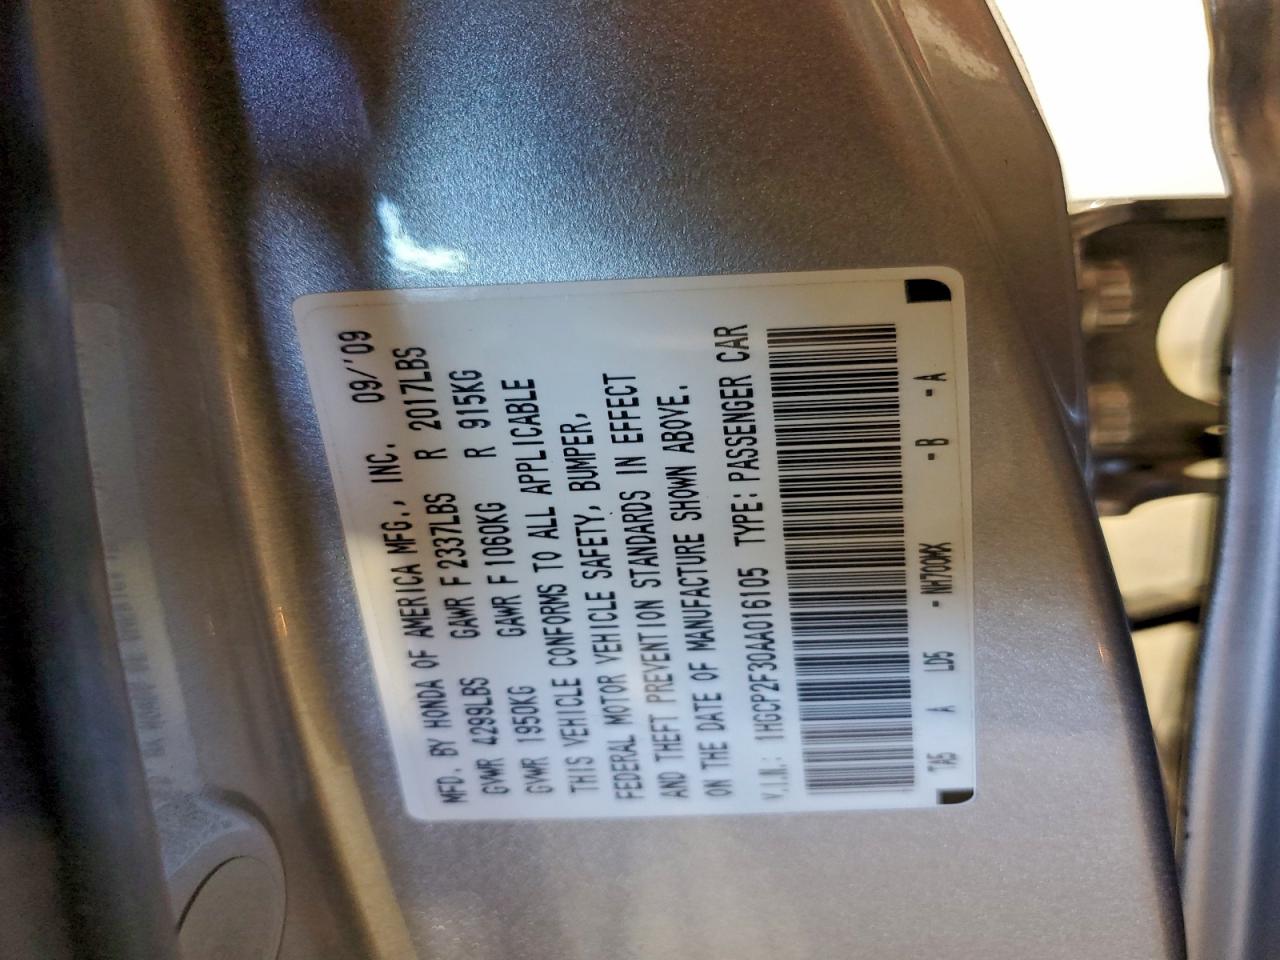 MFD. BY HONDA OF AMERICA MFG., INC. 09/'09
GVWR 4299LBS GAWR F 2337LBS R 2017LBS
GVWR 1950KG GAWR F 1060KG R 915KG
THIS VEHICLE CONFORMS TO ALL APPLICABLE
FEDERAL MOTOR VEHICLE SAFETY, BUMPER,
AND THEFT PREVENTION STANDARDS IN EFFECT
ON THE DATE OF MANUFACTURE SHOWN ABOVE.
V.I.N.: 1HGCP2F30AA016105 TYPE: PASSENGER CAR
TA5 A LD5 - NH700MX - B - A